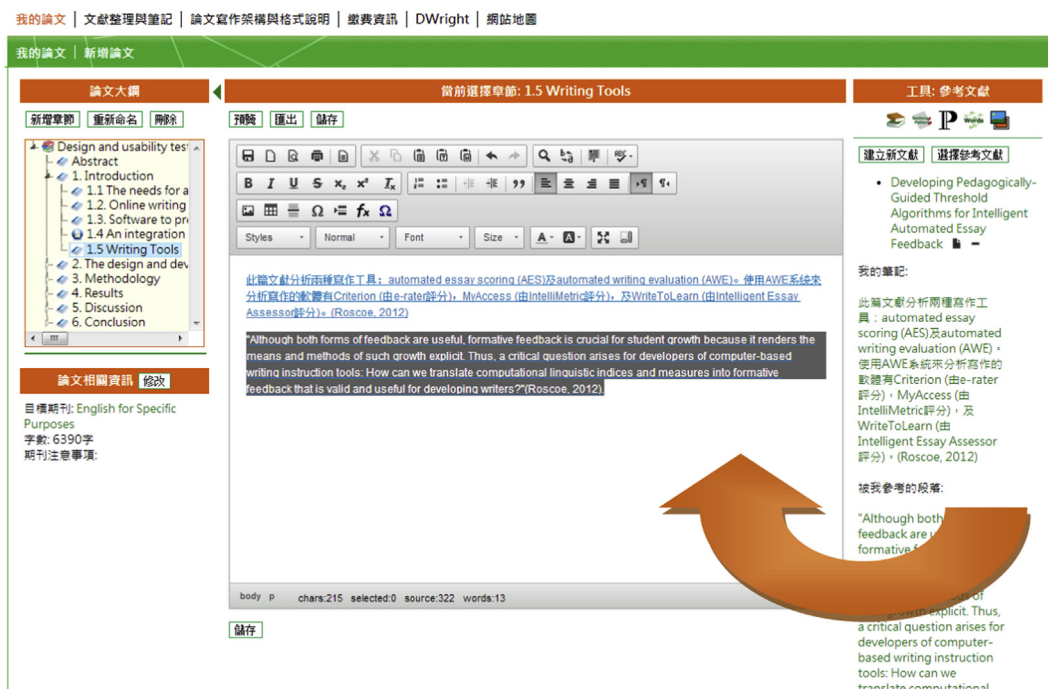 我的論文 | 文獻整理與筆記 | 論文寫作架構與格式說明 | 繳費資訊 | DWright | 網站地圖
我的論文 | 新增論文
論文大綱
新增章節 重新命名 刪除
Design and usability test
Abstract
1. Introduction
1.1 The needs for a
1.2. Online writing
1.3. Software to pr
1.4 An integration
1.5 Writing Tools
2. The design and dev
3. Methodology
4. Results
5. Discussion
6. Conclusion
論文相關資訊 修改
目標期刊: English for Specific
Purposes
字數: 6390字
期刊注意事項:
當前選擇章節: 1.5 Writing Tools
預覽 匯出 儲存
Styles Normal Font Size
此篇文獻分析兩種寫作工具：automated essay scoring (AES)及automated writing evaluation (AWE)。使用AWE系統來
分析寫作的軟體有Criterion (由e-rater評分)，MyAccess (由IntelliMetric評分)，及WriteToLearn (由Intelligent Essay
Assessor評分)。(Roscoe, 2012)
"Although both forms of feedback are useful, formative feedback is crucial for student growth because it renders the
means and methods of such growth explicit. Thus, a critical question arises for developers of computer-based
writing instruction tools: How can we translate computational linguistic indices and measures into formative
feedback that is valid and useful for developing writers?"(Roscoe, 2012).
body p chars:215 selected:0 source:322 words:13
儲存
工具: 參考文獻
建立新文獻 選擇參考文獻
Developing Pedagogically-
Guided Threshold
Algorithms for Intelligent
Automated Essay
Feedback
我的筆記:
此篇文獻分析兩種寫作工
具：automated essay
scoring (AES)及automated
writing evaluation (AWE)。
使用AWE系統來分析寫作的
軟體有Criterion (由e-rater
評分)，MyAccess (由
IntelliMetric評分)，及
WriteToLearn (由
Intelligent Essay Assessor
評分)。(Roscoe, 2012)
被我參考的段落:
"Although both
feedback are
formative
of
growth explicit. Thus,
a critical question arises for
developers of computer-
based writing instruction
tools: How can we
translate computational